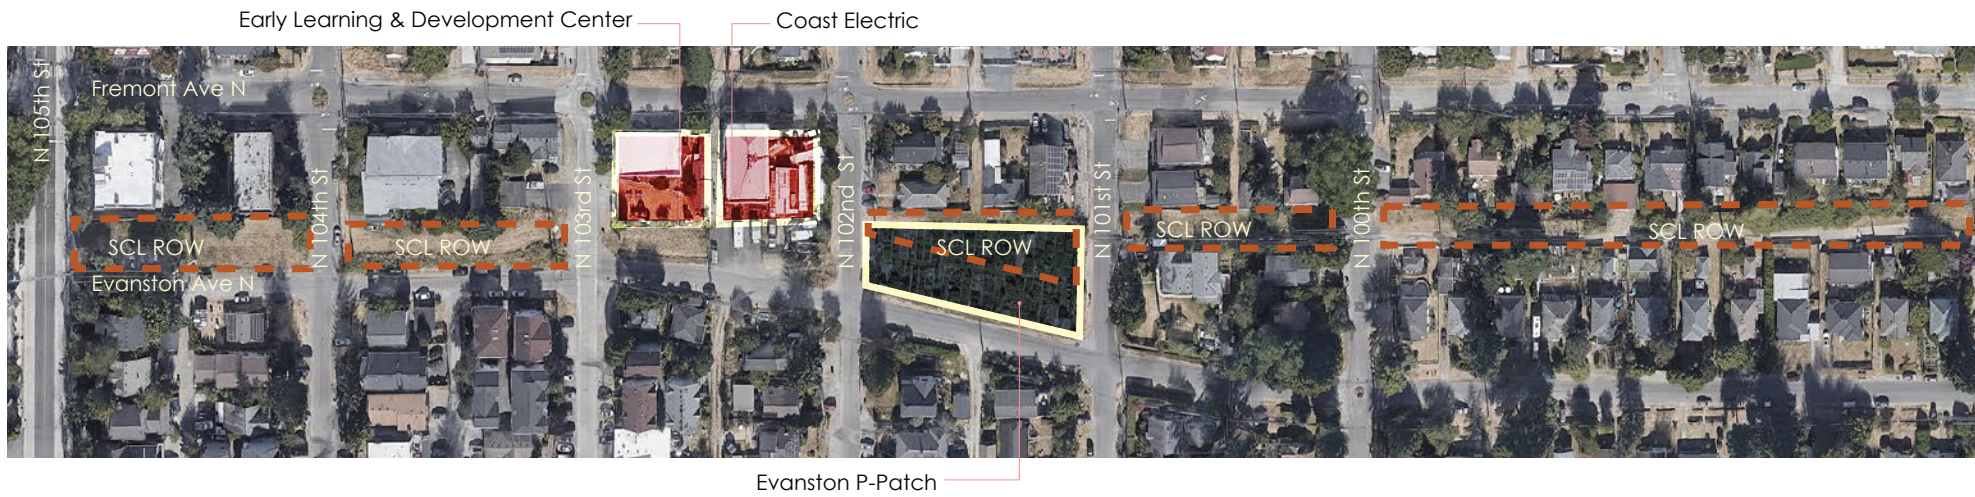 Early Learning & Development Center
Coast Electric
N 105th St
Fremont Ave N
N 104th St
N 103rd St
N 102nd St
N 101st St
N 100th St
SCL ROW
SCL ROW
SCL ROW
SCL ROW
SCL ROW
Evanston Ave N
Evanston P-Patch